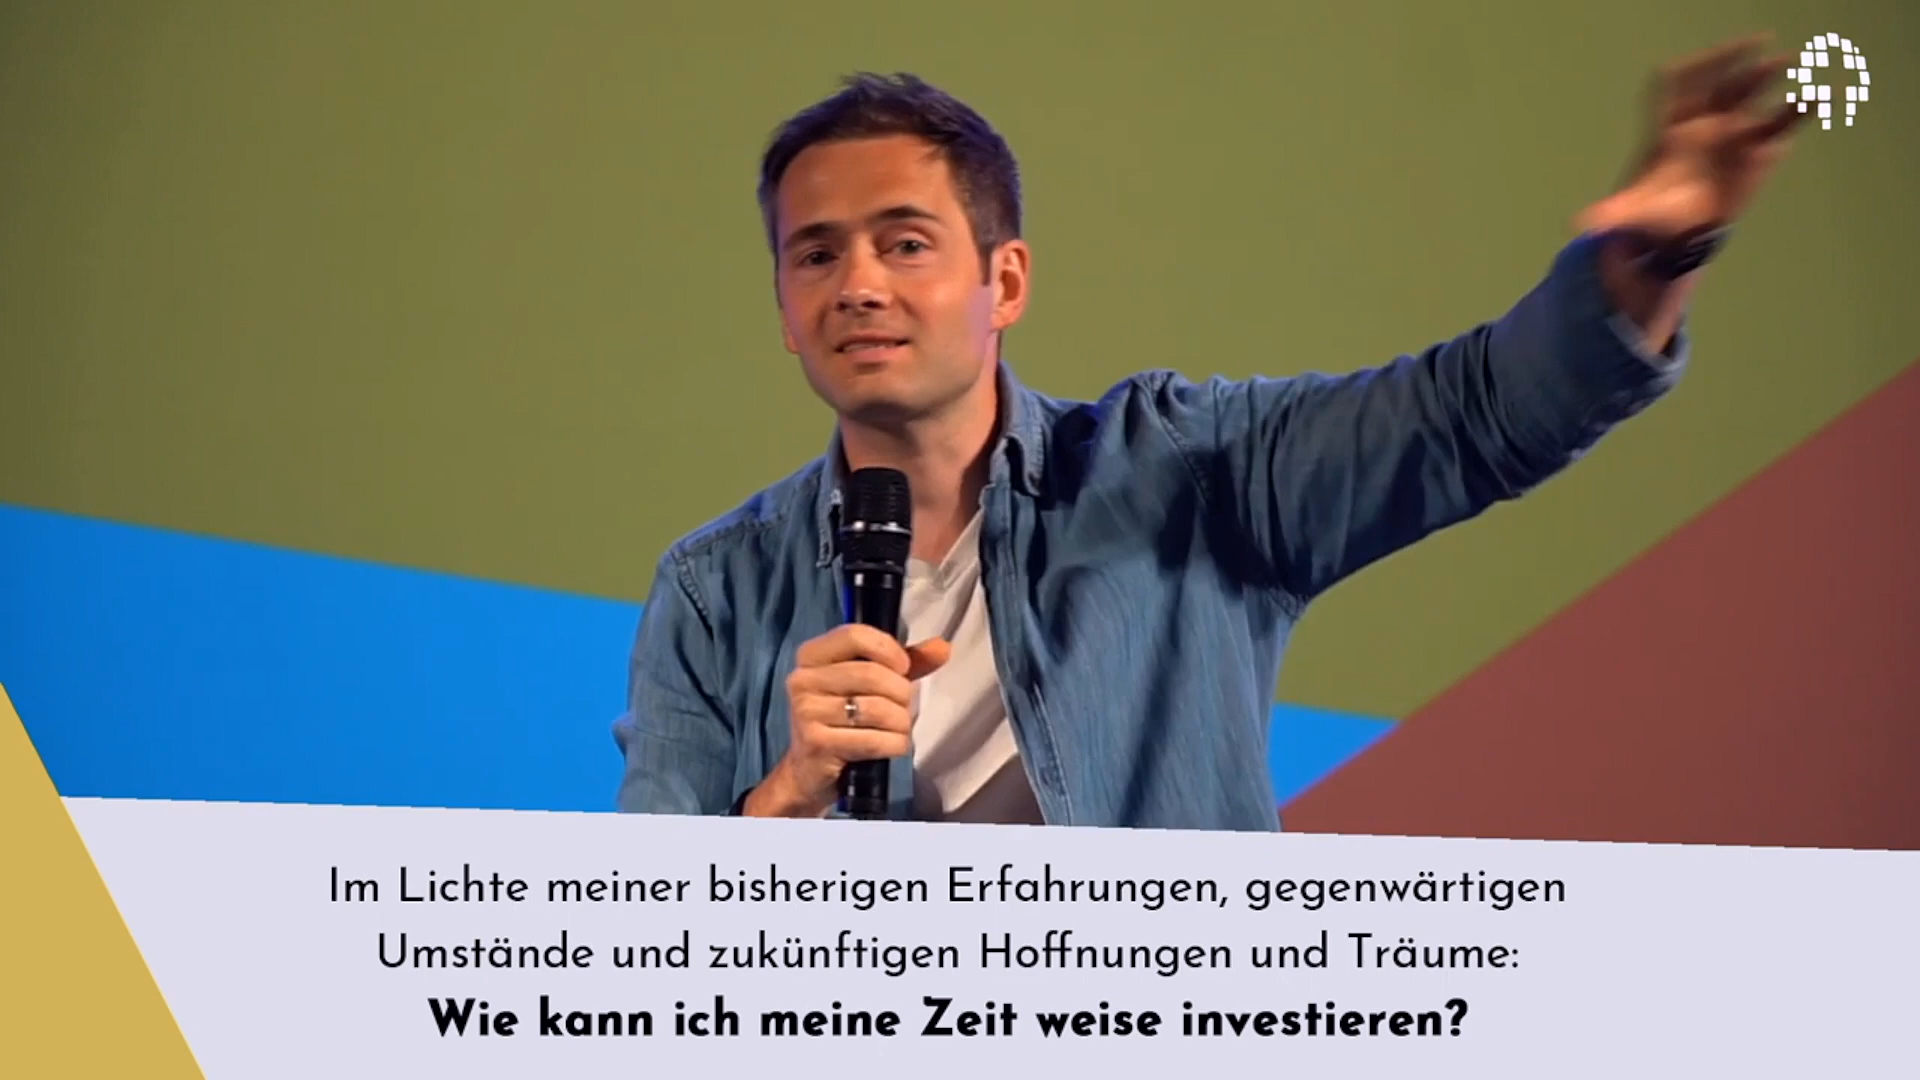 Im Lichte meiner bisherigen Erfahrungen, gegenwärtigen
Umstände und zukünftigen Hoffnungen und Träume:
Wie kann ich meine Zeit weise investieren?